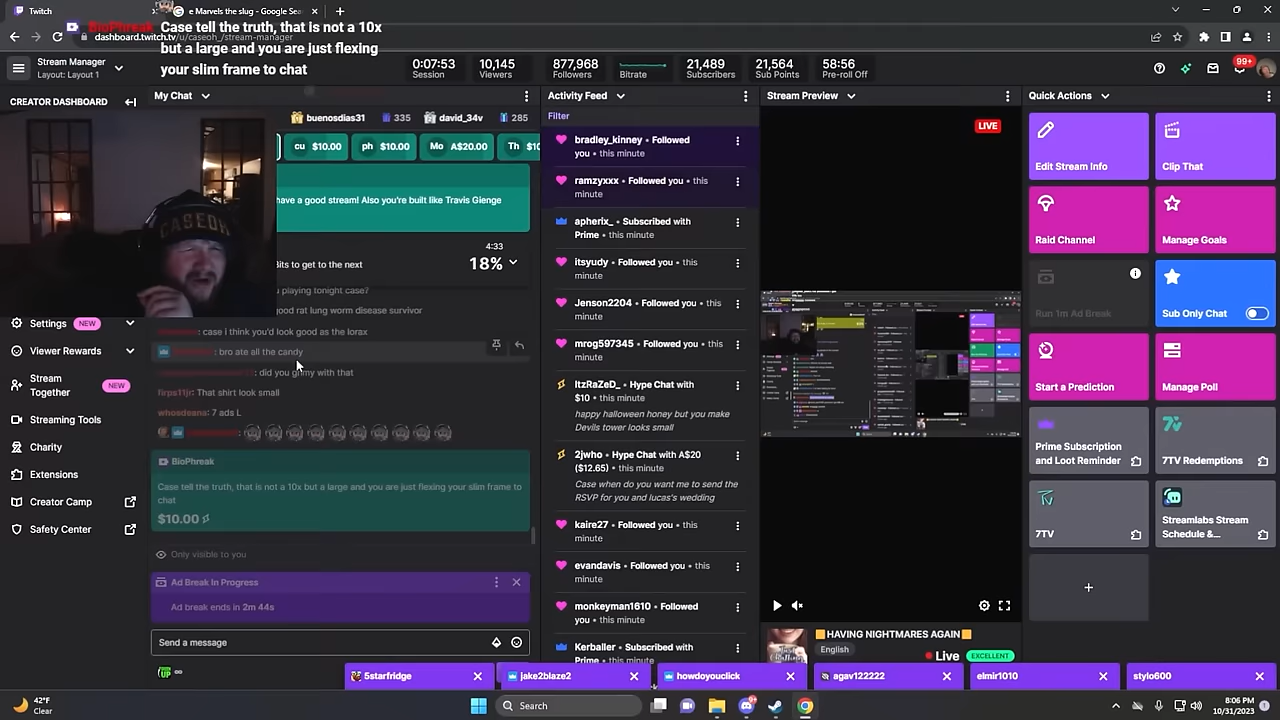 Twitch
e Marvels the slug - Google Sea
BioPhreak
Case tell the truth, that is not a 10x
but a large and you are just flexing
your slim frame to chat
dashboard.twitch.tv/u/caseoh_/stream-manager
Stream Manager
Layout: Layout 1
0:07:53
Session
10,145
Viewers
877,968
Followers
Bitrate
21,489
Subscribers
21,564
Sub Points
58:56
Pre-roll Off
99+
CREATOR DASHBOARD
My Chat
Activity Feed
Stream Preview
Quick Actions
buenosdias31
335
david_34v
285
cu $10.00
ph $10.00
Mo A$20.00
Th $10
have a good stream! Also you're built like Travis Gienge
4:33
Bits to get to the next
18%
playing tonight case?
good rat lung worm disease survivor
case i think you'd look good as the lorax
: bro ate all the candy
: did you gamy with that
That shirt look small
whosdeana: 7 ads L
BioPhreak
Case tell the truth, that is not a 10x but a large and you are just flexing your slim frame to
chat
$10.00
Only visible to you
Ad Break In Progress
Ad break ends in 2m 44s
Send a message
CASEOH
Settings
NEW
Viewer Rewards
Stream
Together
NEW
Streaming Tools
Charity
Extensions
Creator Camp
Safety Center
Filter
bradley_kinney • Followed
you • this minute
ramzyxxx • Followed you • this
minute
apherix_ • Subscribed with
Prime • this minute
itsyudy • Followed you • this
minute
Jenson2204 • Followed you • this
minute
mrog597345 • Followed you • this
minute
ItzRaZeD_ • Hype Chat with
$10 • this minute
happy halloween honey but you make
Devils tower looks small
2jwho • Hype Chat with A$20
($12.65) • this minute
Case when do you want me to send the
RSVP for you and lucas's wedding
kaire27 • Followed you • this
minute
evandavis • Followed you • this
minute
you • this minute
Kerballer • Subscribed with
Prime • this minute
LIVE
HAVING NIGHTMARES AGAIN
English
Live
EXCELLENT
Edit Stream Info
Clip That
Raid Channel
Manage Goals
Run 1m Ad Break
Sub Only Chat
Start a Prediction
Manage Poll
Prime Subscription
and Loot Reminder
7TV Redemptions
7TV
Streamlabs Stream
Schedule &...
5starfridge
jake2blaze2
howdoyouclick
agav122222
elmir1010
stylo600
42°F
Clear
Search
8:06 PM
10/31/2023